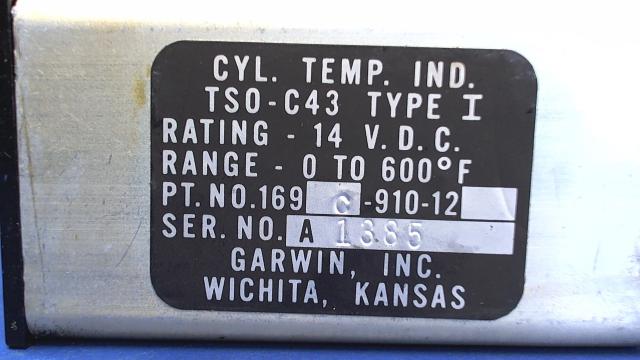 CYL. TEMP. IND.
TSO-C43 TYPE I
RATING - 14 V.D.C.
RANGE - 0 TO 600°F
PT. NO. 169 C -910-12
SER. NO. A 1385
GARWIN, INC.
WICHITA, KANSAS